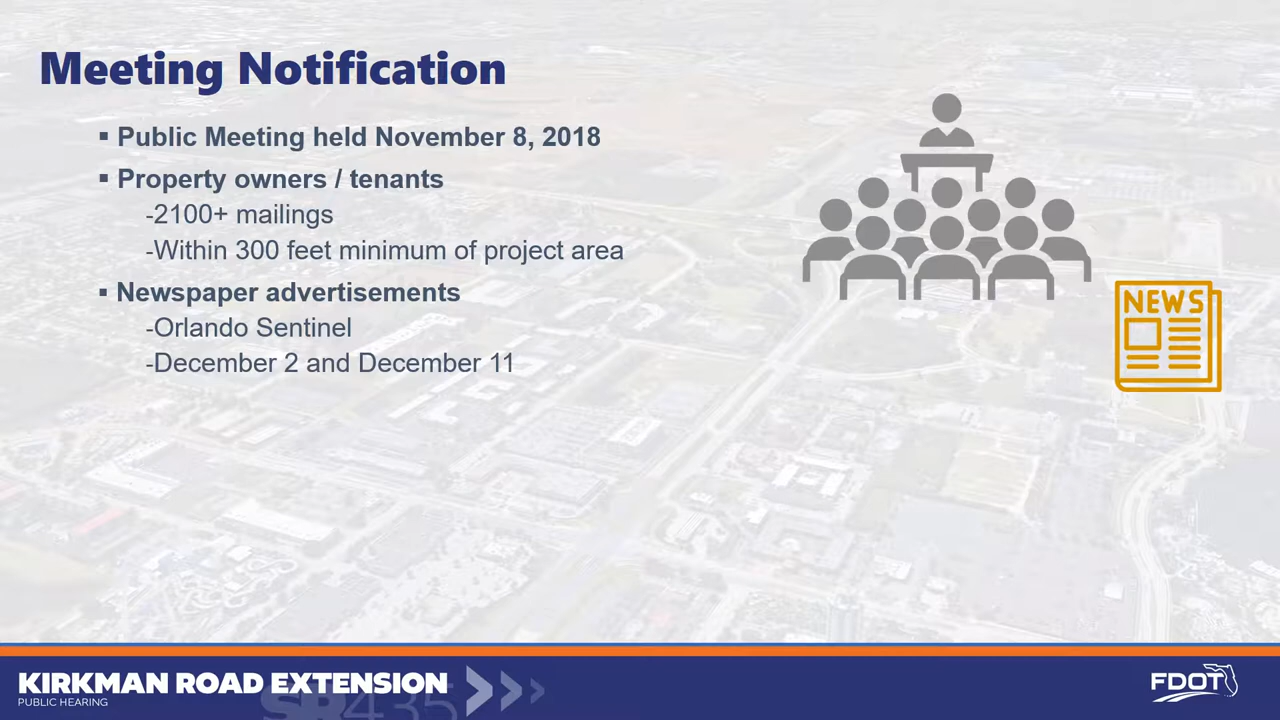 Meeting Notification
▪ Public Meeting held November 8, 2018
▪ Property owners / tenants
-2100+ mailings
-Within 300 feet minimum of project area
▪ Newspaper advertisements
-Orlando Sentinel
-December 2 and December 11
NEWS
KIRKMAN ROAD EXTENSION
PUBLIC HEARING
SR435
FDOT